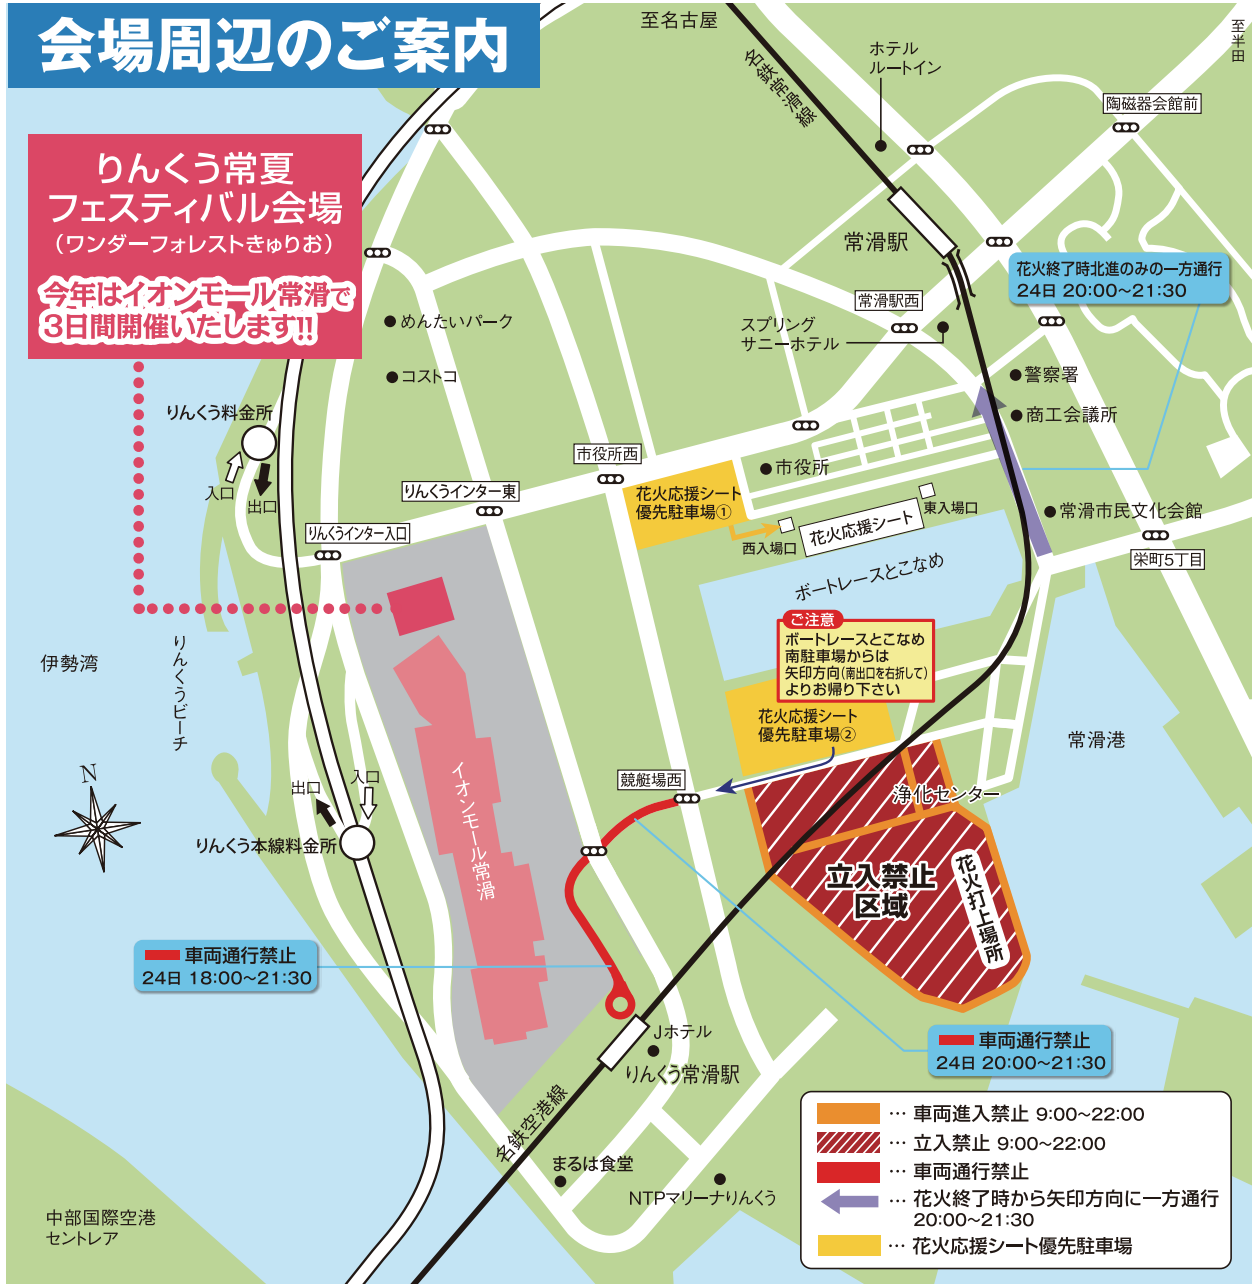 会場周辺のご案内
至名古屋
名鉄常滑線
ホテル
ルートイン
至半田
陶磁器会館前
りんくう常夏
フェスティバル会場
（ワンダーフォレストきゅりお）
今年はイオンモール常滑で
3日間開催いたします!!
常滑駅
花火終了時北進のみの一方通行
24日 20:00〜21:30
常滑駅西
スプリング
サニーホテル
めんたいパーク
コストコ
警察署
商工会議所
りんくう料金所
入口
出口
市役所西
市役所
りんくうインター東
花火応援シート
優先駐車場①
東入場口
花火応援シート
西入場口
常滑市民文化会館
りんくうインター入口
栄町5丁目
ボートレースとこなめ
ご注意
ボートレースとこなめ
南駐車場からは
矢印方向(南出口を右折して)
よりお帰り下さい
伊勢湾
りんくうビーチ
花火応援シート
優先駐車場②
常滑港
N
イオンモール常滑
競艇場西
浄化センター
出口
入口
りんくう本線料金所
立入禁止
区域
花火打上場所
車両通行禁止
24日 18:00〜21:30
Jホテル
りんくう常滑駅
車両通行禁止
24日 20:00〜21:30
名鉄空港線
まるは食堂
NTPマリーナりんくう
中部国際空港
セントレア
… 車両進入禁止 9:00〜22:00
… 立入禁止 9:00〜22:00
… 車両通行禁止
… 花火終了時から矢印方向に一方通行
20:00〜21:30
… 花火応援シート優先駐車場